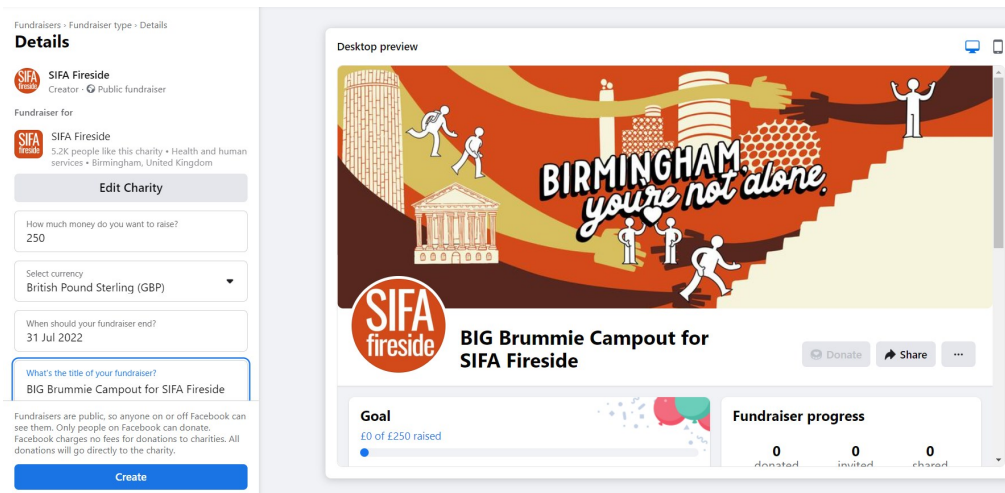 Fundraisers › Fundraiser type › Details
Details
SIFA
fireside
SIFA Fireside
Creator · Public fundraiser
Fundraiser for
SIFA
fireside
SIFA Fireside
5.2K people like this charity • Health and human
services • Birmingham, United Kingdom
Edit Charity
How much money do you want to raise?
250
Select currency
British Pound Sterling (GBP)
When should your fundraiser end?
31 Jul 2022
What's the title of your fundraiser?
BIG Brummie Campout for SIFA Fireside
Fundraisers are public, so anyone on or off Facebook can
see them. Only people on Facebook can donate.
Facebook charges no fees for donations to charities. All
donations will go directly to the charity.
Create
Desktop preview
BIRMINGHAM,
you're not alone.
SIFA
fireside
BIG Brummie Campout for
SIFA Fireside
Donate
Share
···
Goal
£0 of £250 raised
Fundraiser progress
0 0 0
donated invited shared